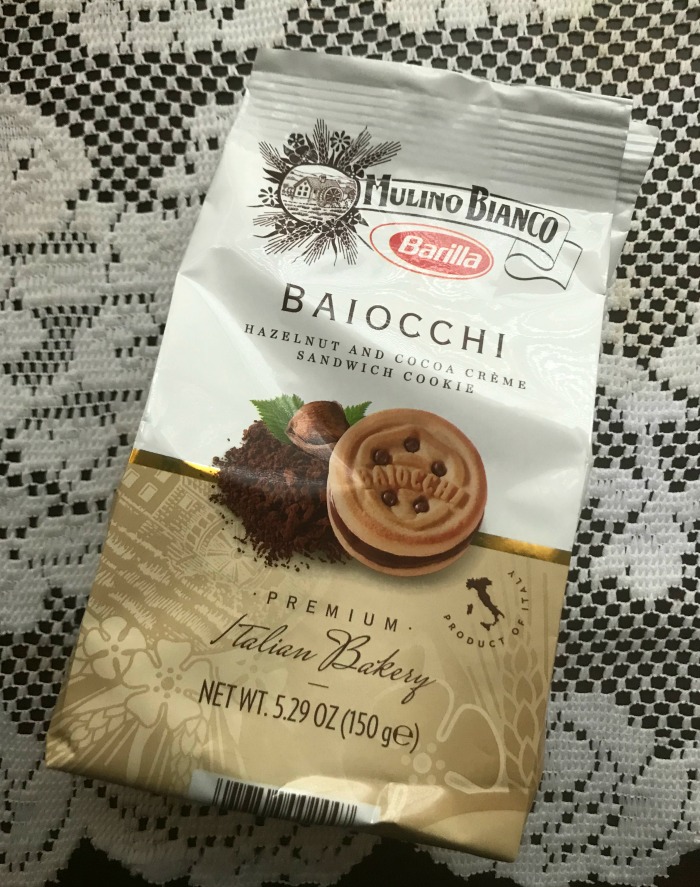 MULINO BIANCO
Barilla
BAIOCCHI
HAZELNUT AND COCOA CRÈME
SANDWICH COOKIE
BAIOCCHI
PREMIUM
Italian Bakery
PRODUCT OF ITALY
NET WT. 5.29 OZ (150 g℮)